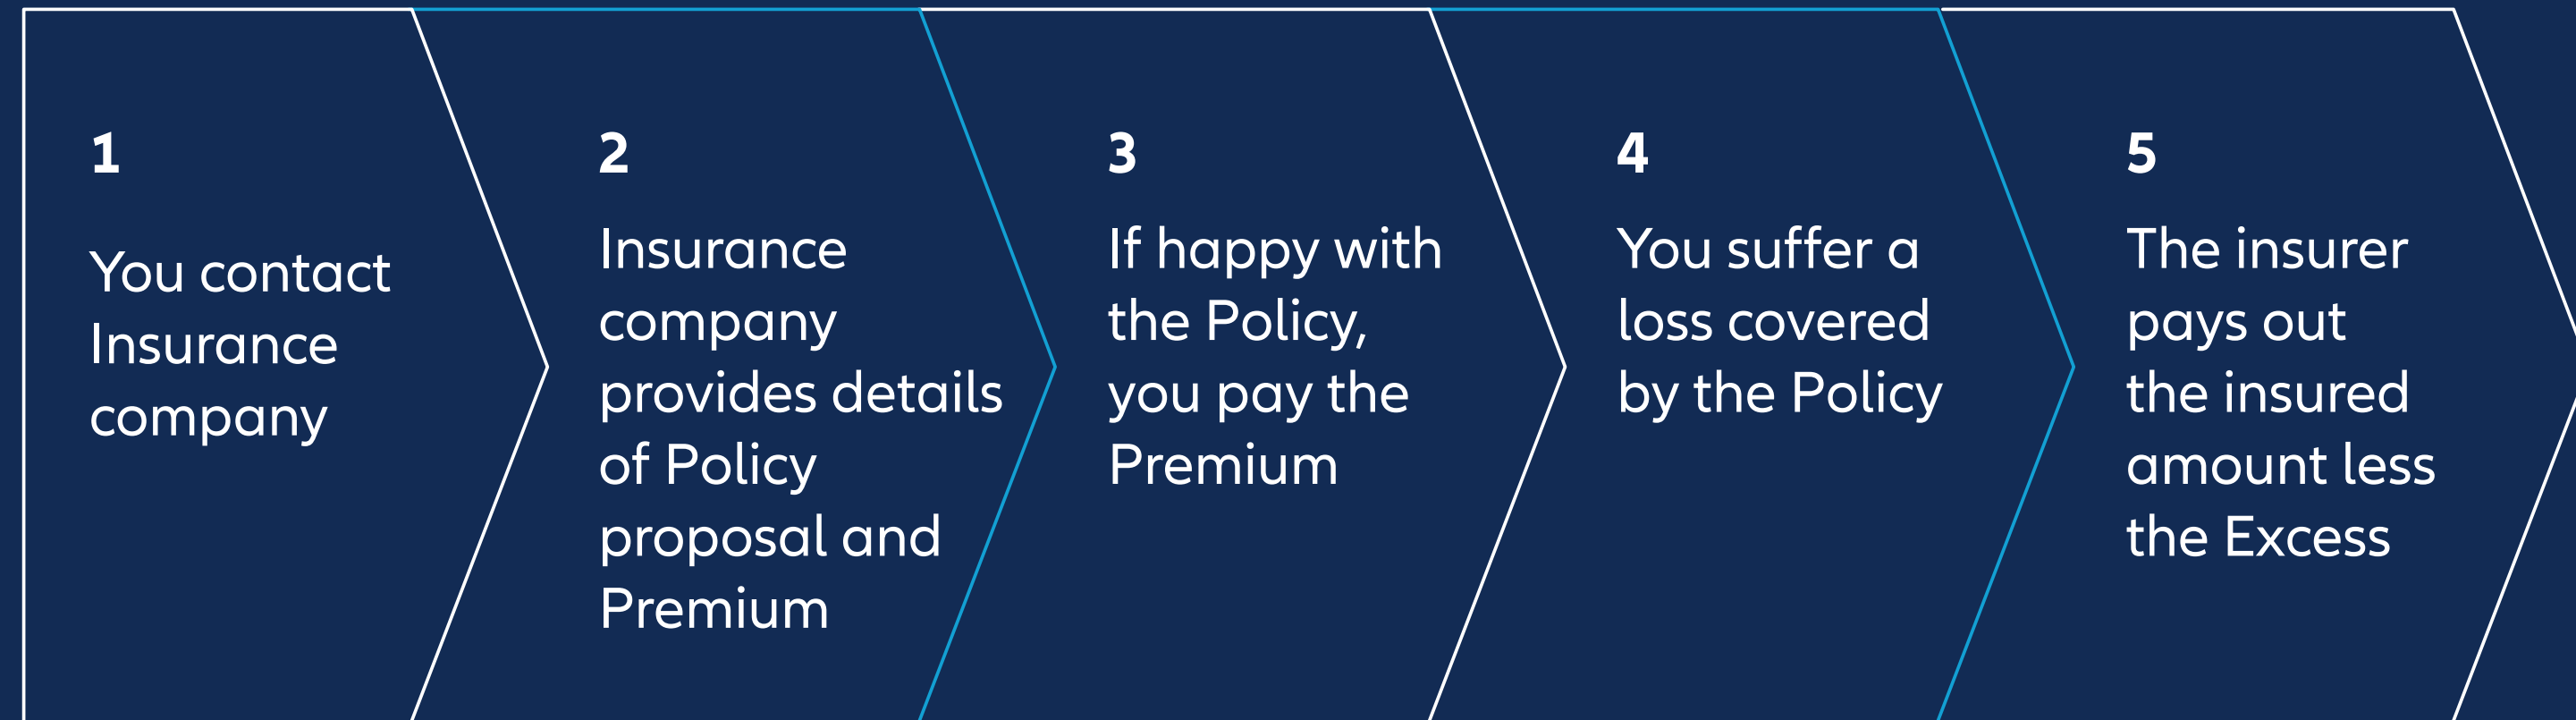 1
You contact
Insurance
company
2
Insurance
company
provides details
of Policy
proposal and
Premium
3
If happy with
the Policy,
you pay the
Premium
4
You suffer a
loss covered
by the Policy
5
The insurer
pays out
the insured
amount less
the Excess